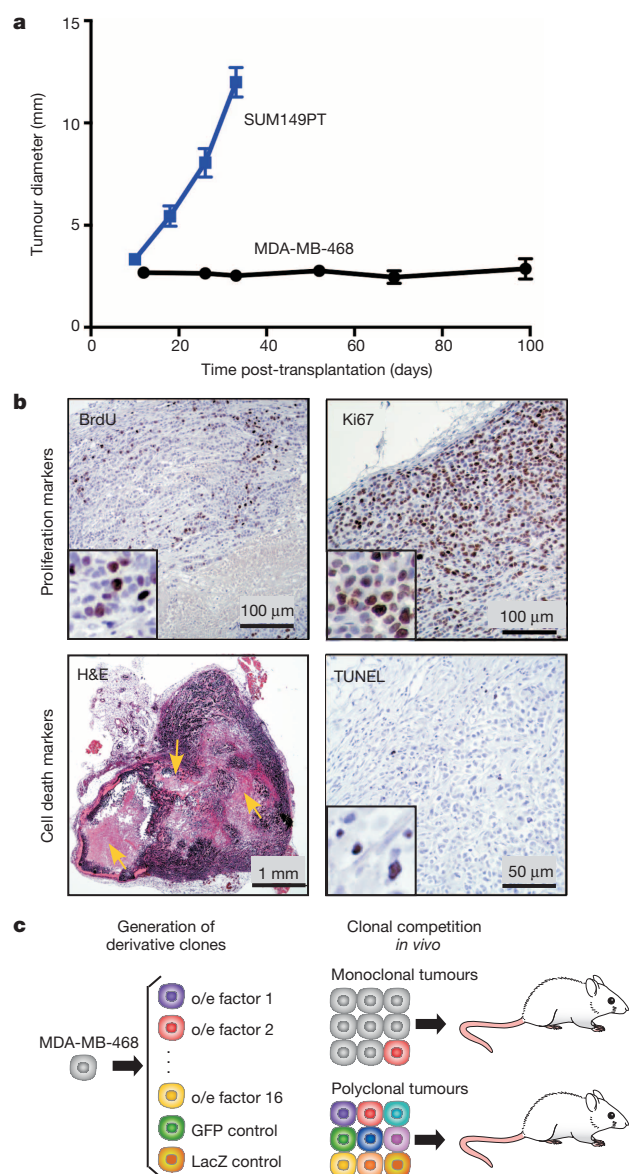 a
15
10
5
0
Tumour diameter (mm)
SUM149PT
MDA-MB-468
0
20
40
60
80
100
Time post-transplantation (days)
b
Proliferation markers
BrdU
100 μm
Ki67
100 μm
Cell death markers
H&E
1 mm
TUNEL
50 μm
c
Generation of
derivative clones
MDA-MB-468
o/e factor 1
o/e factor 2
o/e factor 16
GFP control
LacZ control
Clonal competition
in vivo
Monoclonal tumours
Polyclonal tumours